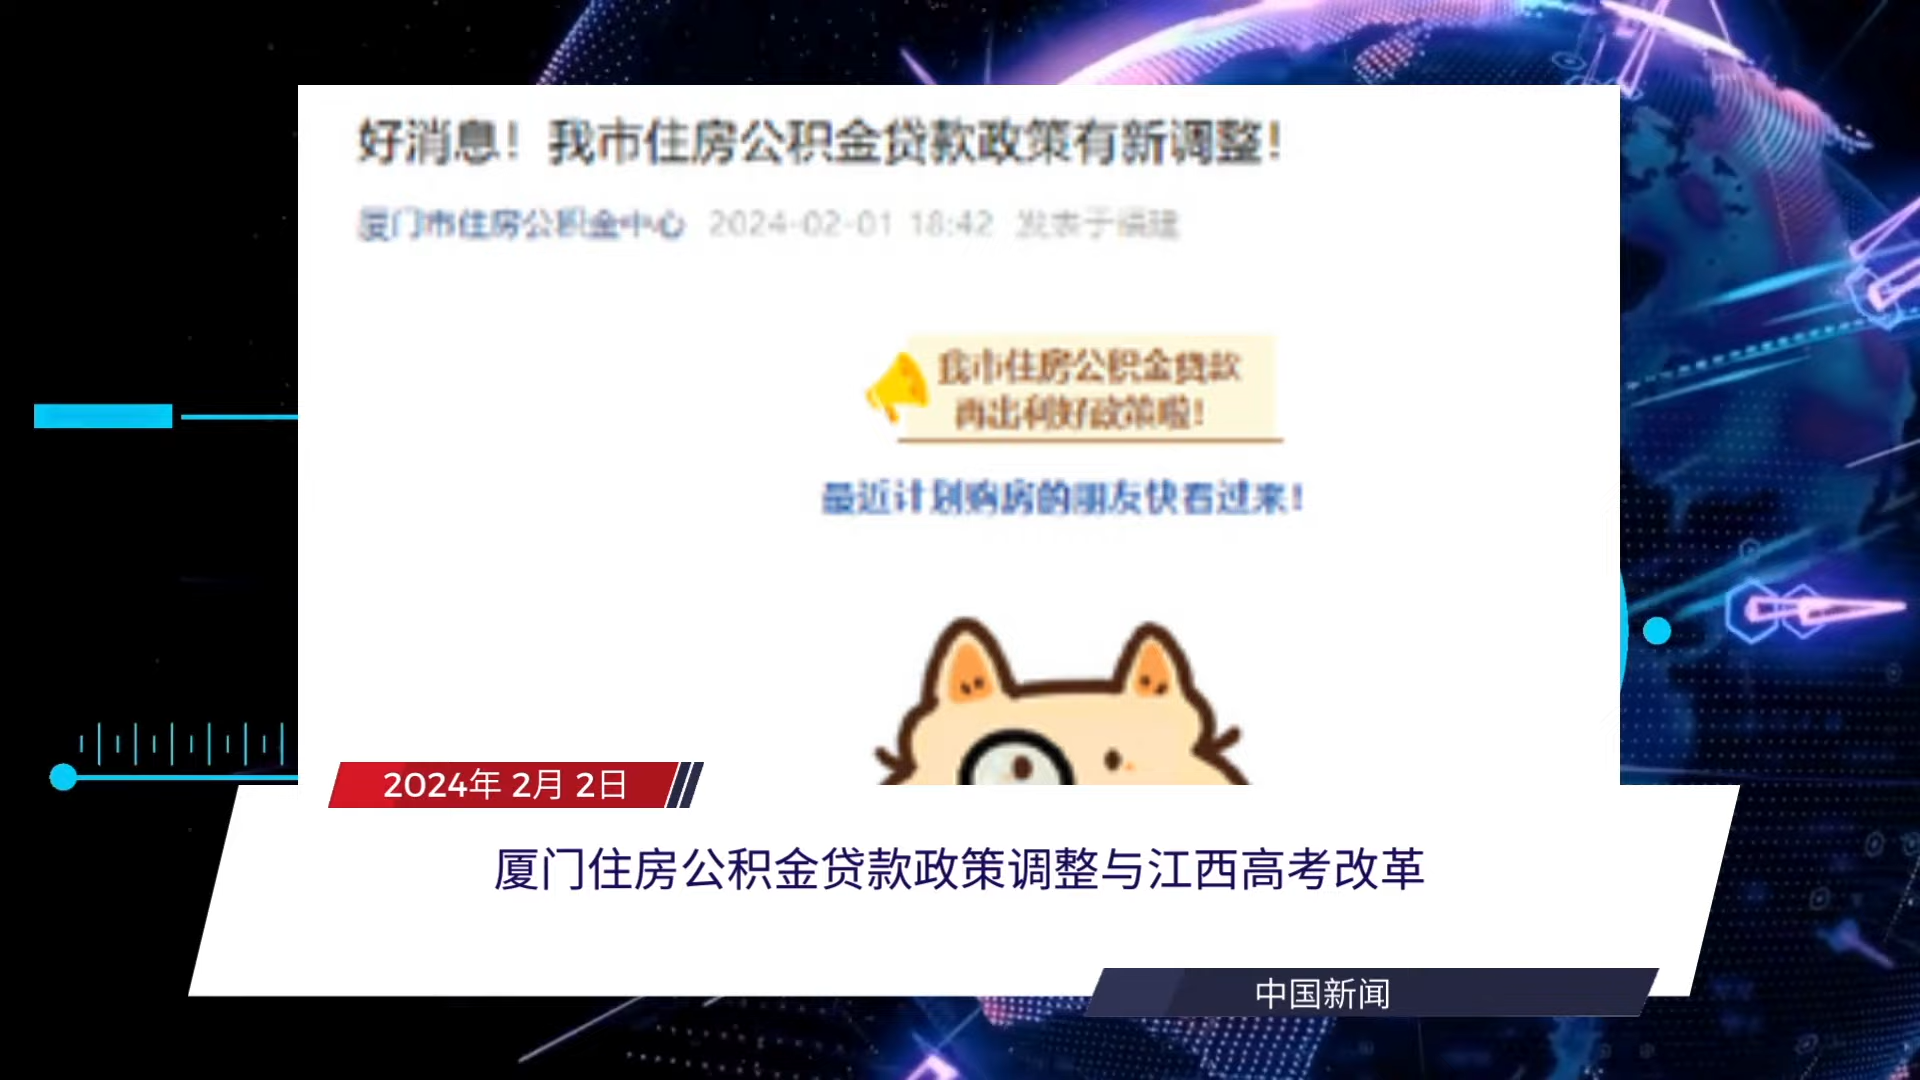 好消息！我市住房公积金贷款政策有新调整！
厦门市住房公积金中心 2024-02-01 18:42 发表于福建
我市住房公积金贷款
再出利好政策啦！
最近计划购房的朋友快看过来！
2024年 2月 2日
厦门住房公积金贷款政策调整与江西高考改革
中国新闻